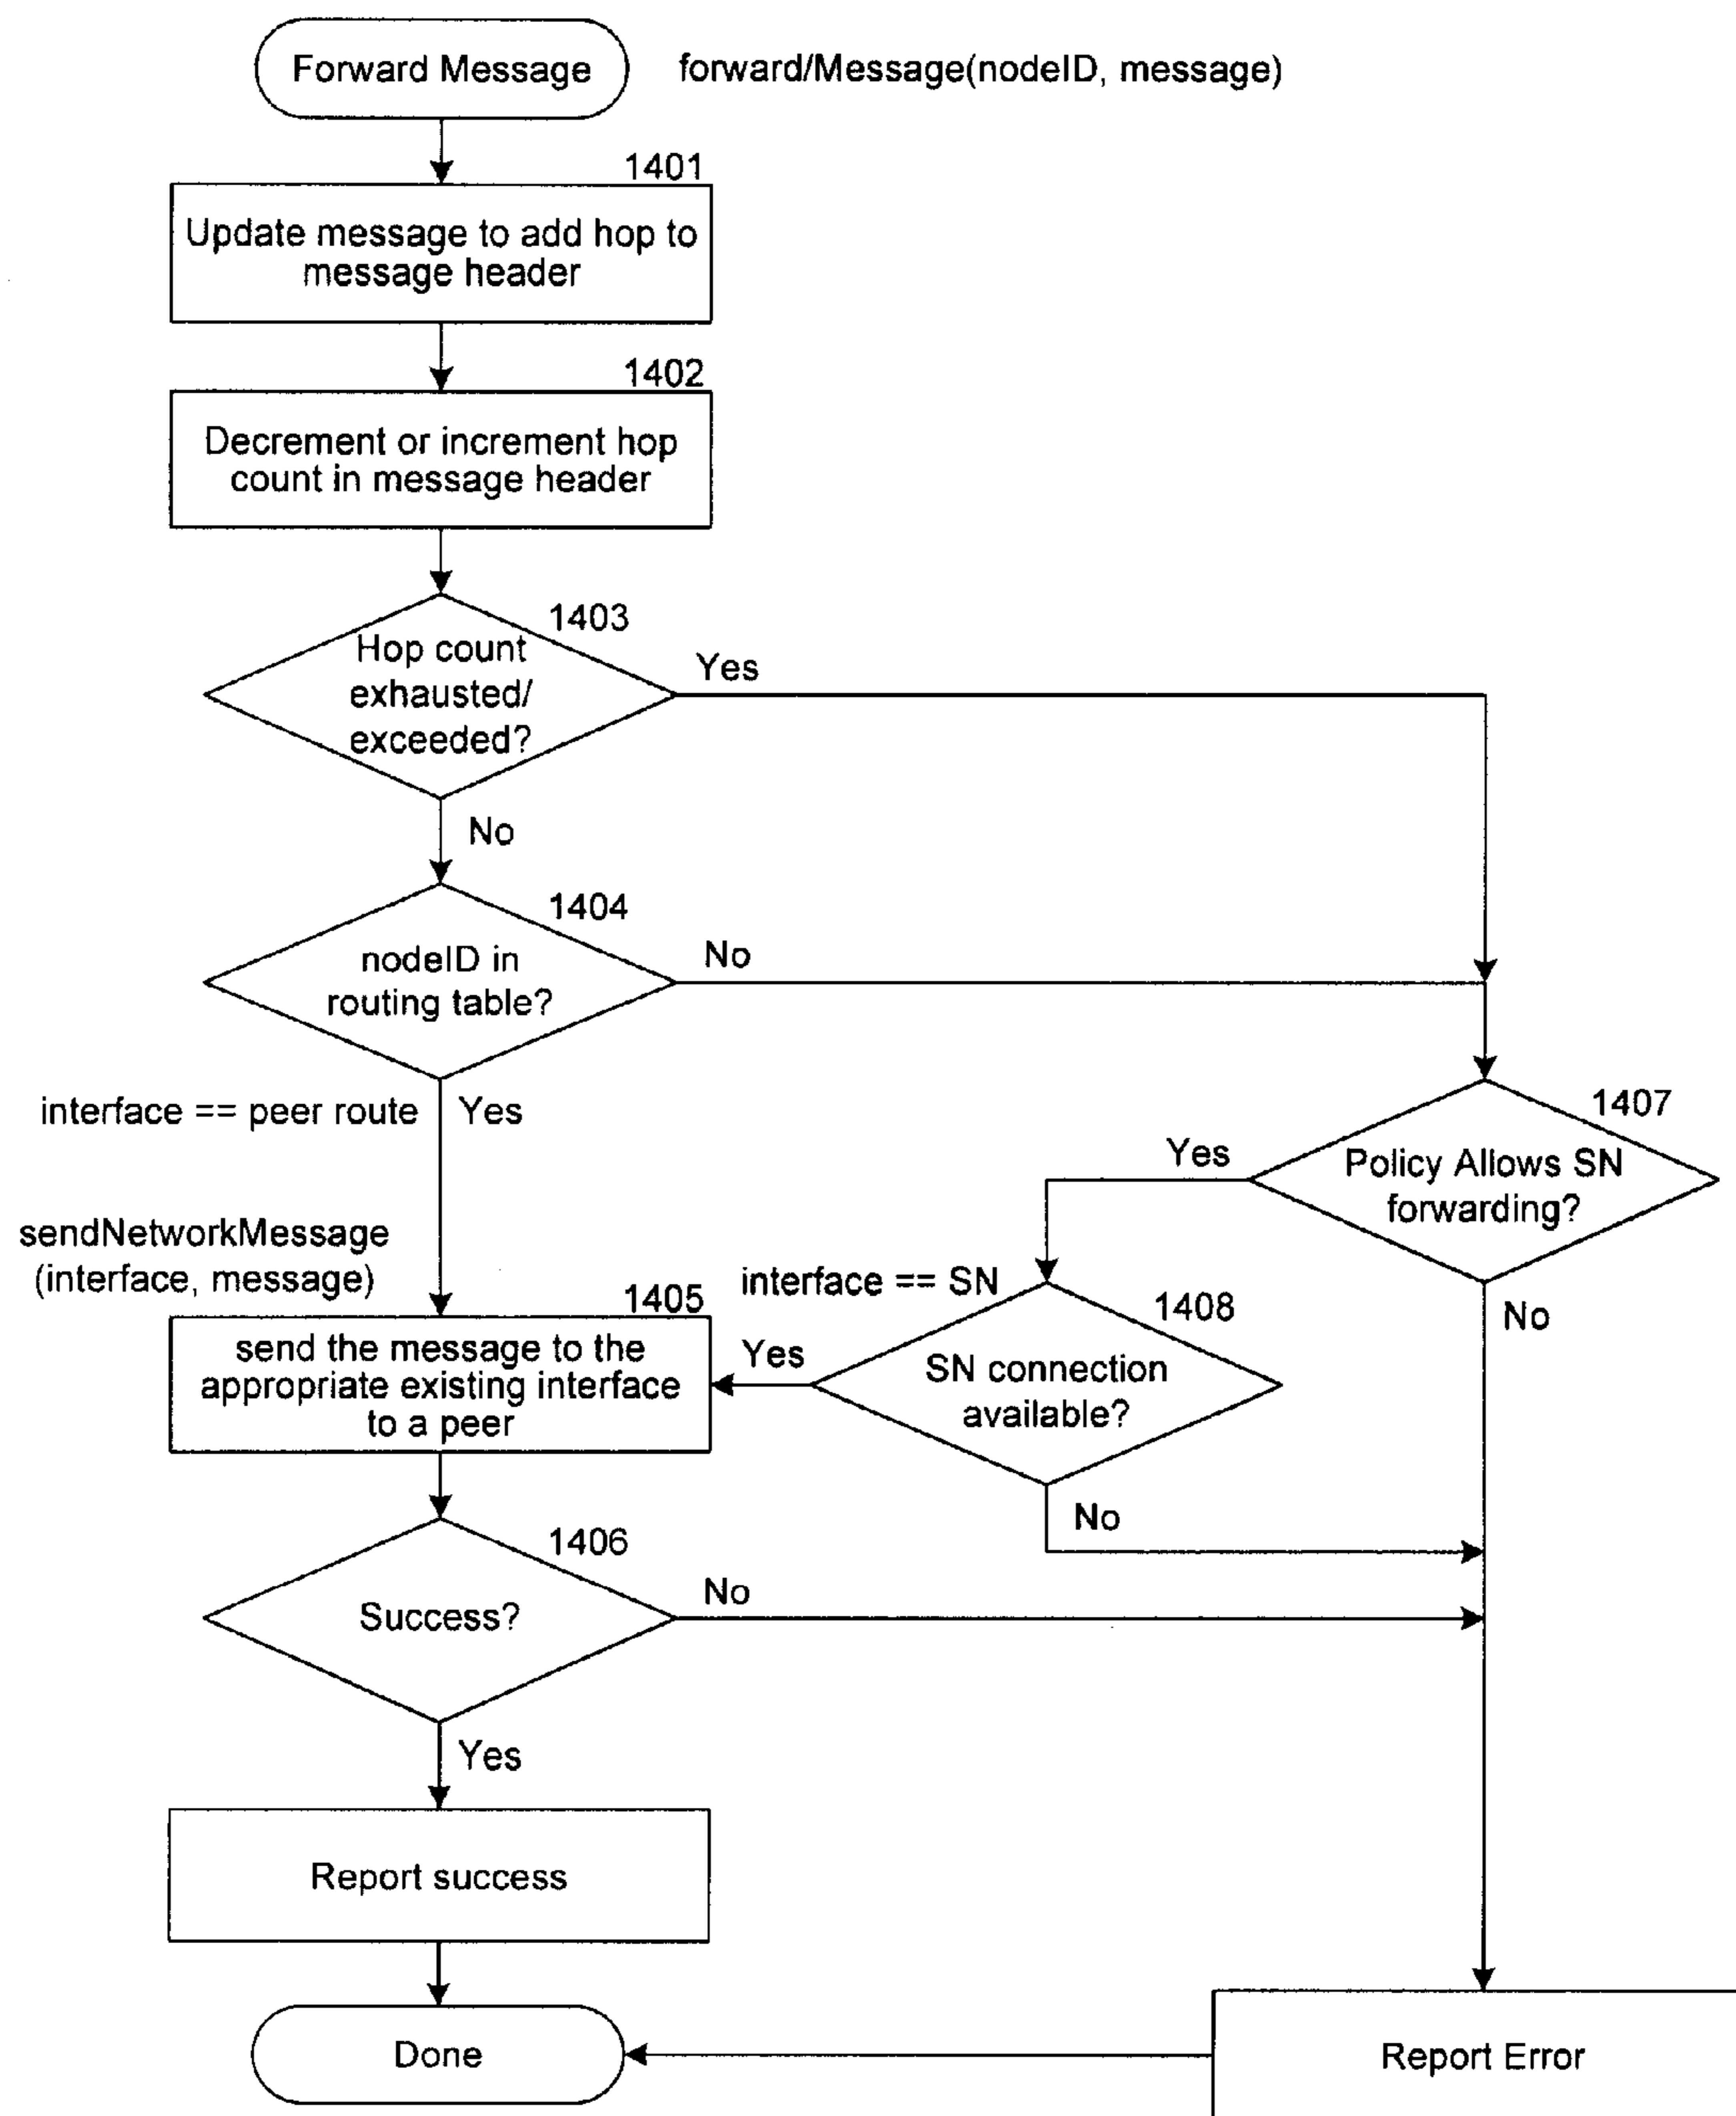 Forward Message
forward/Message(nodeID, message)
1401
Update message to add hop to
message header
1402
Decrement or increment hop
count in message header
1403
Hop count
exhausted/
exceeded?
Yes
No
1404
nodeID in
routing table?
No
interface == peer route
Yes
1407
Policy Allows SN
forwarding?
Yes
No
sendNetworkMessage
(interface, message)
interface == SN
1408
SN connection
available?
Yes
No
1405
send the message to the
appropriate existing interface
to a peer
1406
Success?
No
Yes
Report success
Done
Report Error